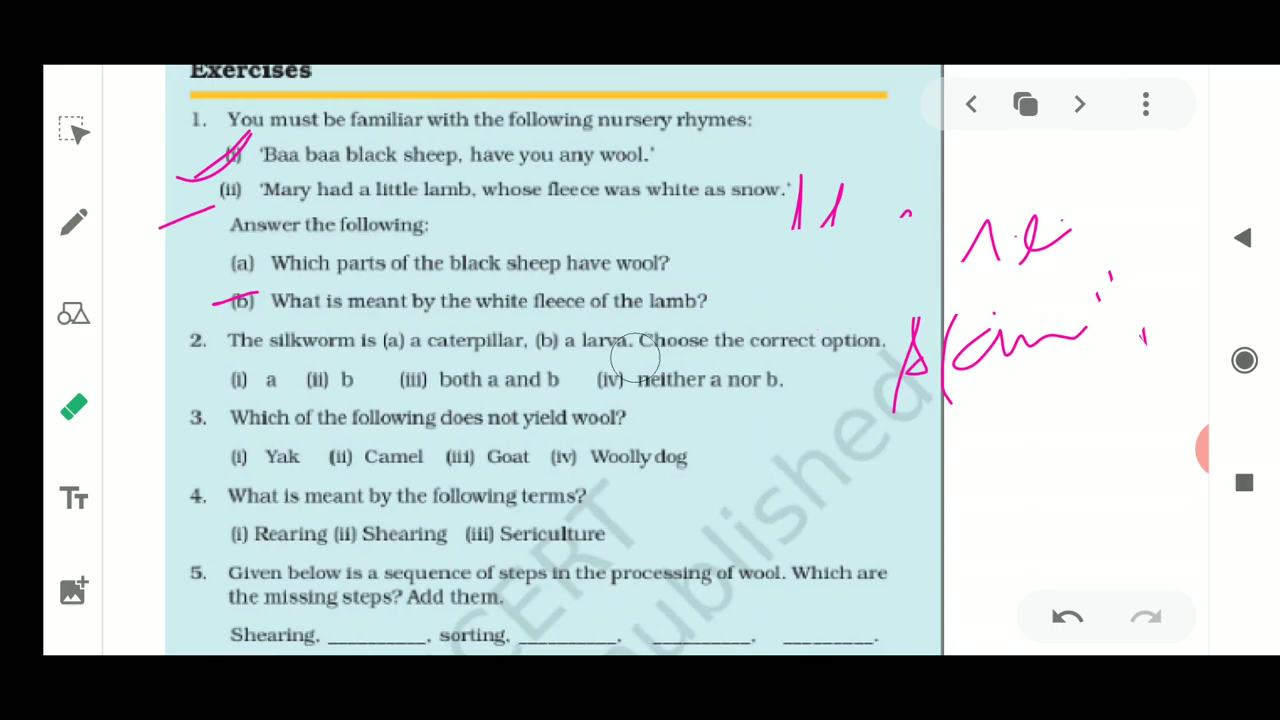 Exercises
1. You must be familiar with the following nursery rhymes:
(i) 'Baa baa black sheep, have you any wool.'
(ii) 'Mary had a little lamb, whose fleece was white as snow.'
Answer the following:
(a) Which parts of the black sheep have wool?
(b) What is meant by the white fleece of the lamb?
2. The silkworm is (a) a caterpillar, (b) a larva. Choose the correct option.
(i) a (ii) b (iii) both a and b (iv) neither a nor b.
3. Which of the following does not yield wool?
(i) Yak (ii) Camel (iii) Goat (iv) Woolly dog
4. What is meant by the following terms?
(i) Rearing (ii) Shearing (iii) Sericulture
5. Given below is a sequence of steps in the processing of wool. Which are
the missing steps? Add them.
Shearing, __________, sorting, __________, __________, _________.
Tт